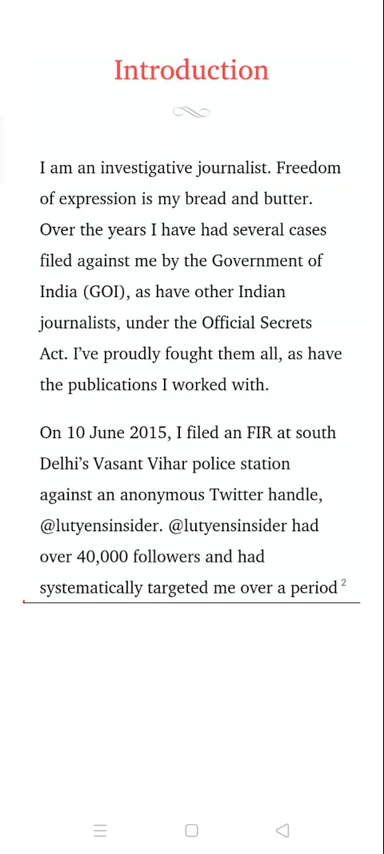 Introduction
I am an investigative journalist. Freedom
of expression is my bread and butter.
Over the years I have had several cases
filed against me by the Government of
India (GOI), as have other Indian
journalists, under the Official Secrets
Act. I’ve proudly fought them all, as have
the publications I worked with.
On 10 June 2015, I filed an FIR at south
Delhi’s Vasant Vihar police station
against an anonymous Twitter handle,
@lutyensinsider. @lutyensinsider had
over 40,000 followers and had
systematically targeted me over a period 2